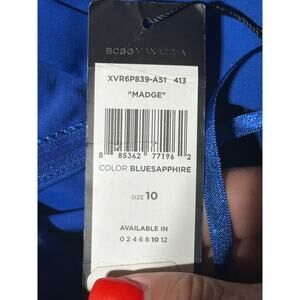 BCBGMAXAZRIA
XVR6P839-A51 413
"MADGE"
8 85362 77196 2
COLOR BLUESAPPHIRE
SIZE 10
AVAILABLE IN
0 2 4 6 8 10 12